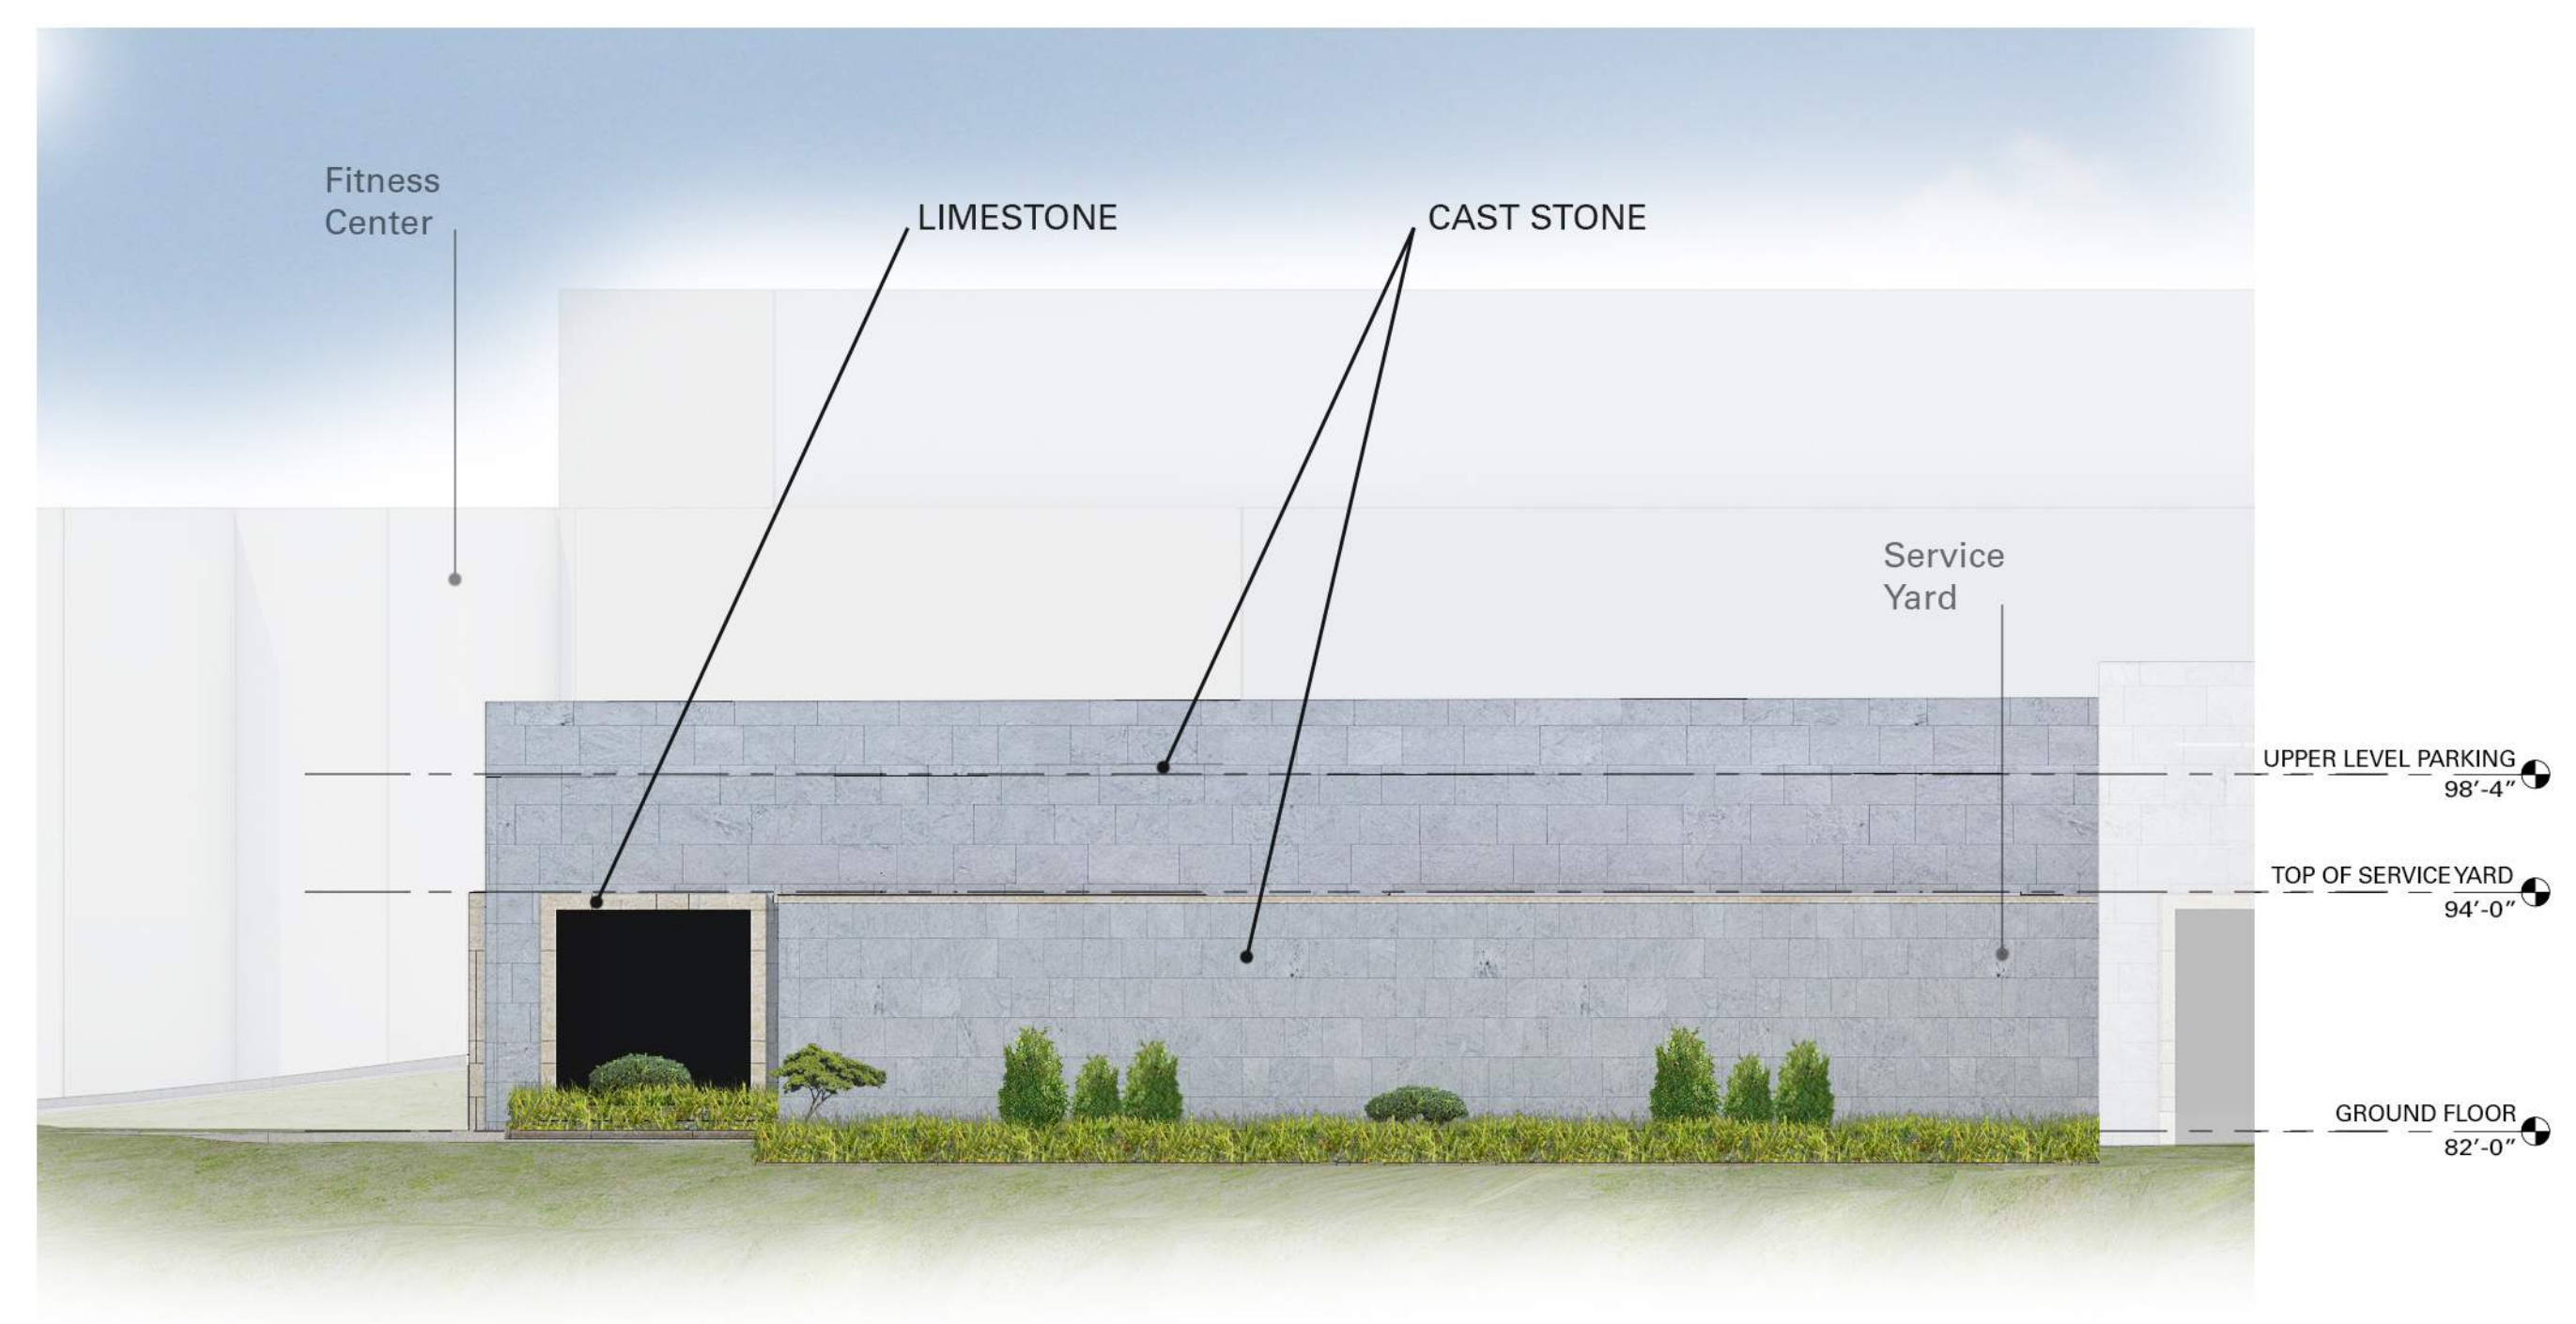 Fitness
Center
LIMESTONE
CAST STONE
Service
Yard
UPPER LEVEL PARKING
98'-4"
TOP OF SERVICE YARD
94'-0"
GROUND FLOOR
82'-0"